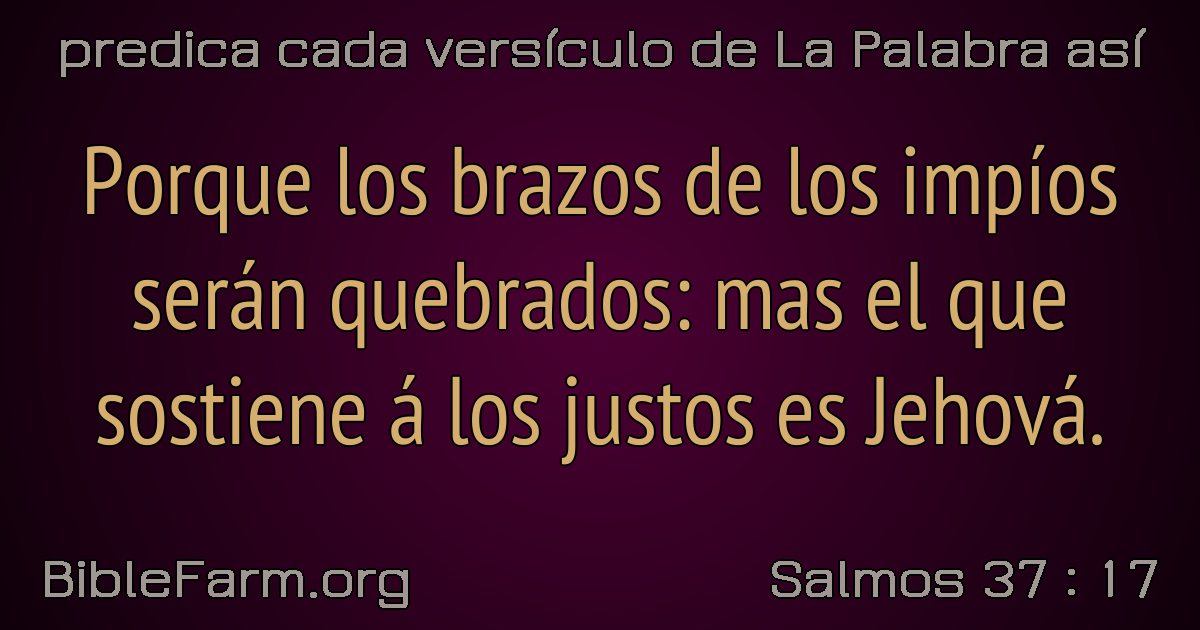 predica cada versículo de La Palabra así
Porque los brazos de los impíos
serán quebrados: mas el que
sostiene á los justos es Jehová.
BibleFarm.org
Salmos 37 : 17